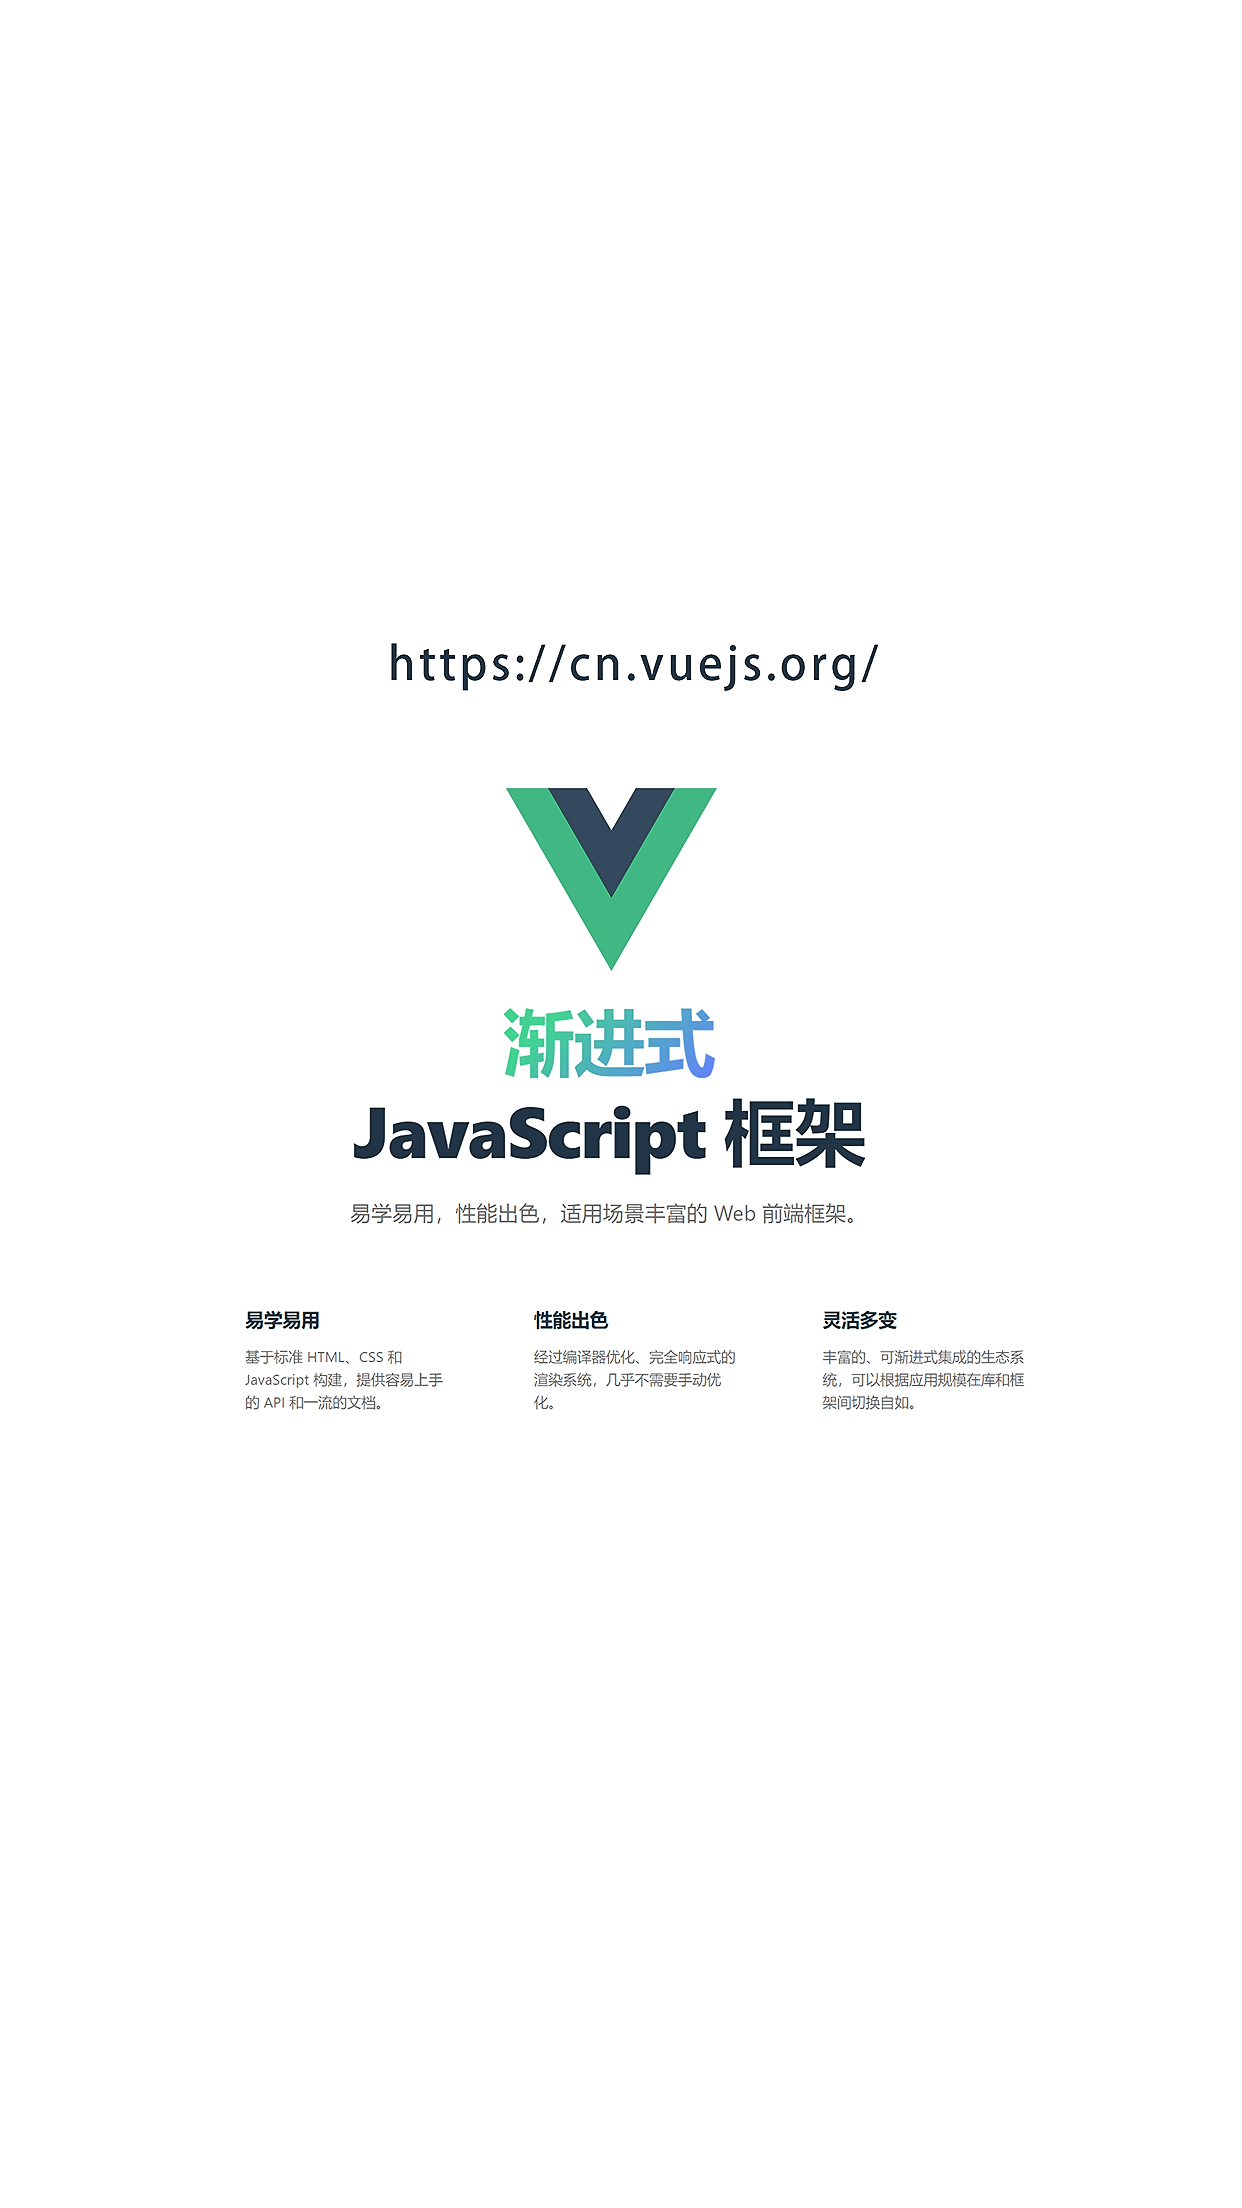 https://cn.vuejs.org/
渐进式
JavaScript 框架
易学易用，性能出色，适用场景丰富的 Web 前端框架。
易学易用
基于标准 HTML、CSS 和
JavaScript 构建，提供容易上手
的 API 和一流的文档。
性能出色
经过编译器优化、完全响应式的
渲染系统，几乎不需要手动优
化。
灵活多变
丰富的、可渐进式集成的生态系
统，可以根据应用规模在库和框
架间切换自如。